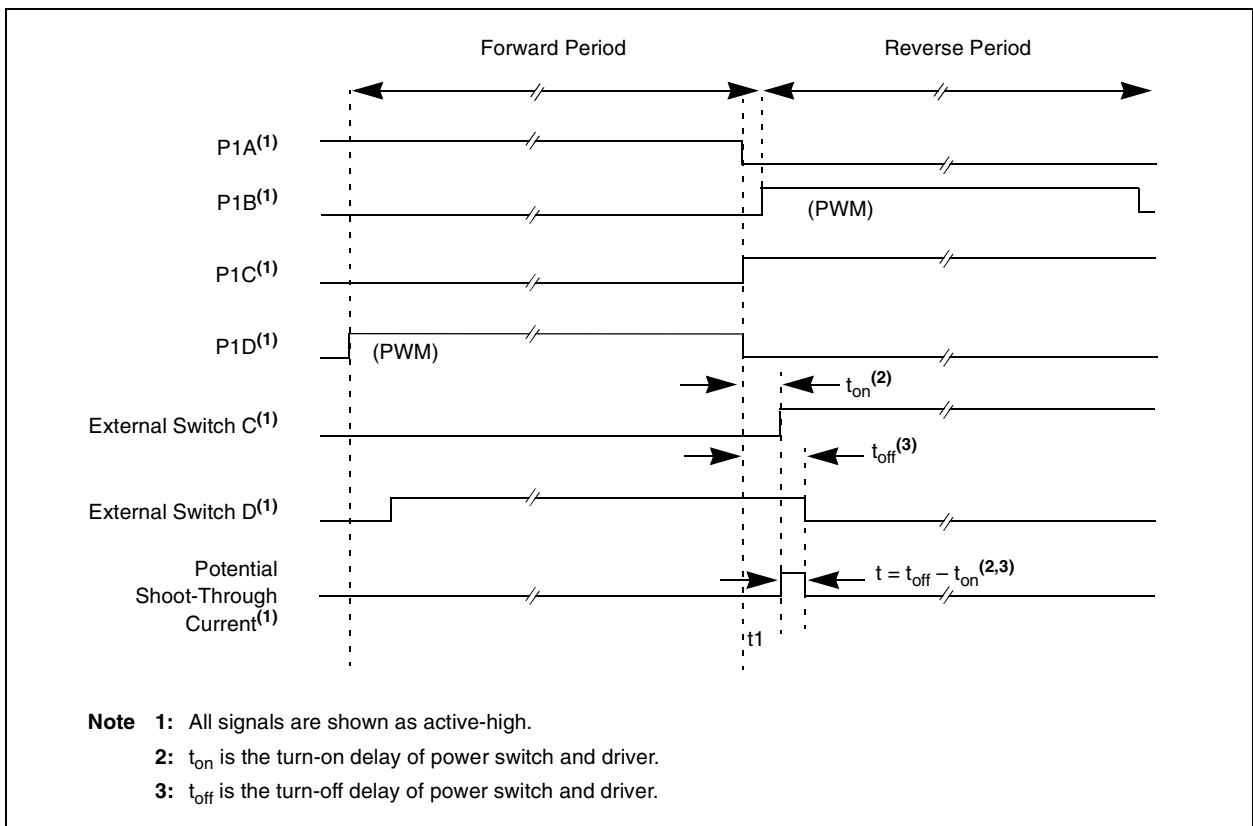 Forward Period
Reverse Period
P1A(1)
P1B(1)
(PWM)
P1C(1)
P1D(1)
(PWM)
ton(2)
External Switch C(1)
toff(3)
External Switch D(1)
Potential
Shoot-Through
Current(1)
t = toff – ton(2,3)
t1
Note 1: All signals are shown as active-high.
2: ton is the turn-on delay of power switch and driver.
3: toff is the turn-off delay of power switch and driver.